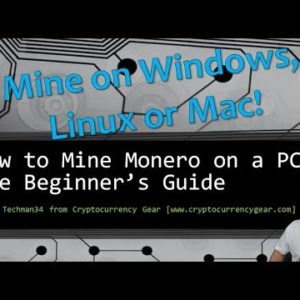 Mine on Windows,
Linux or Mac!
w to Mine Monero on a PC
e Beginner's Guide
Techman34 from Cryptocurrency Gear [www.cryptocurrencygear.com]